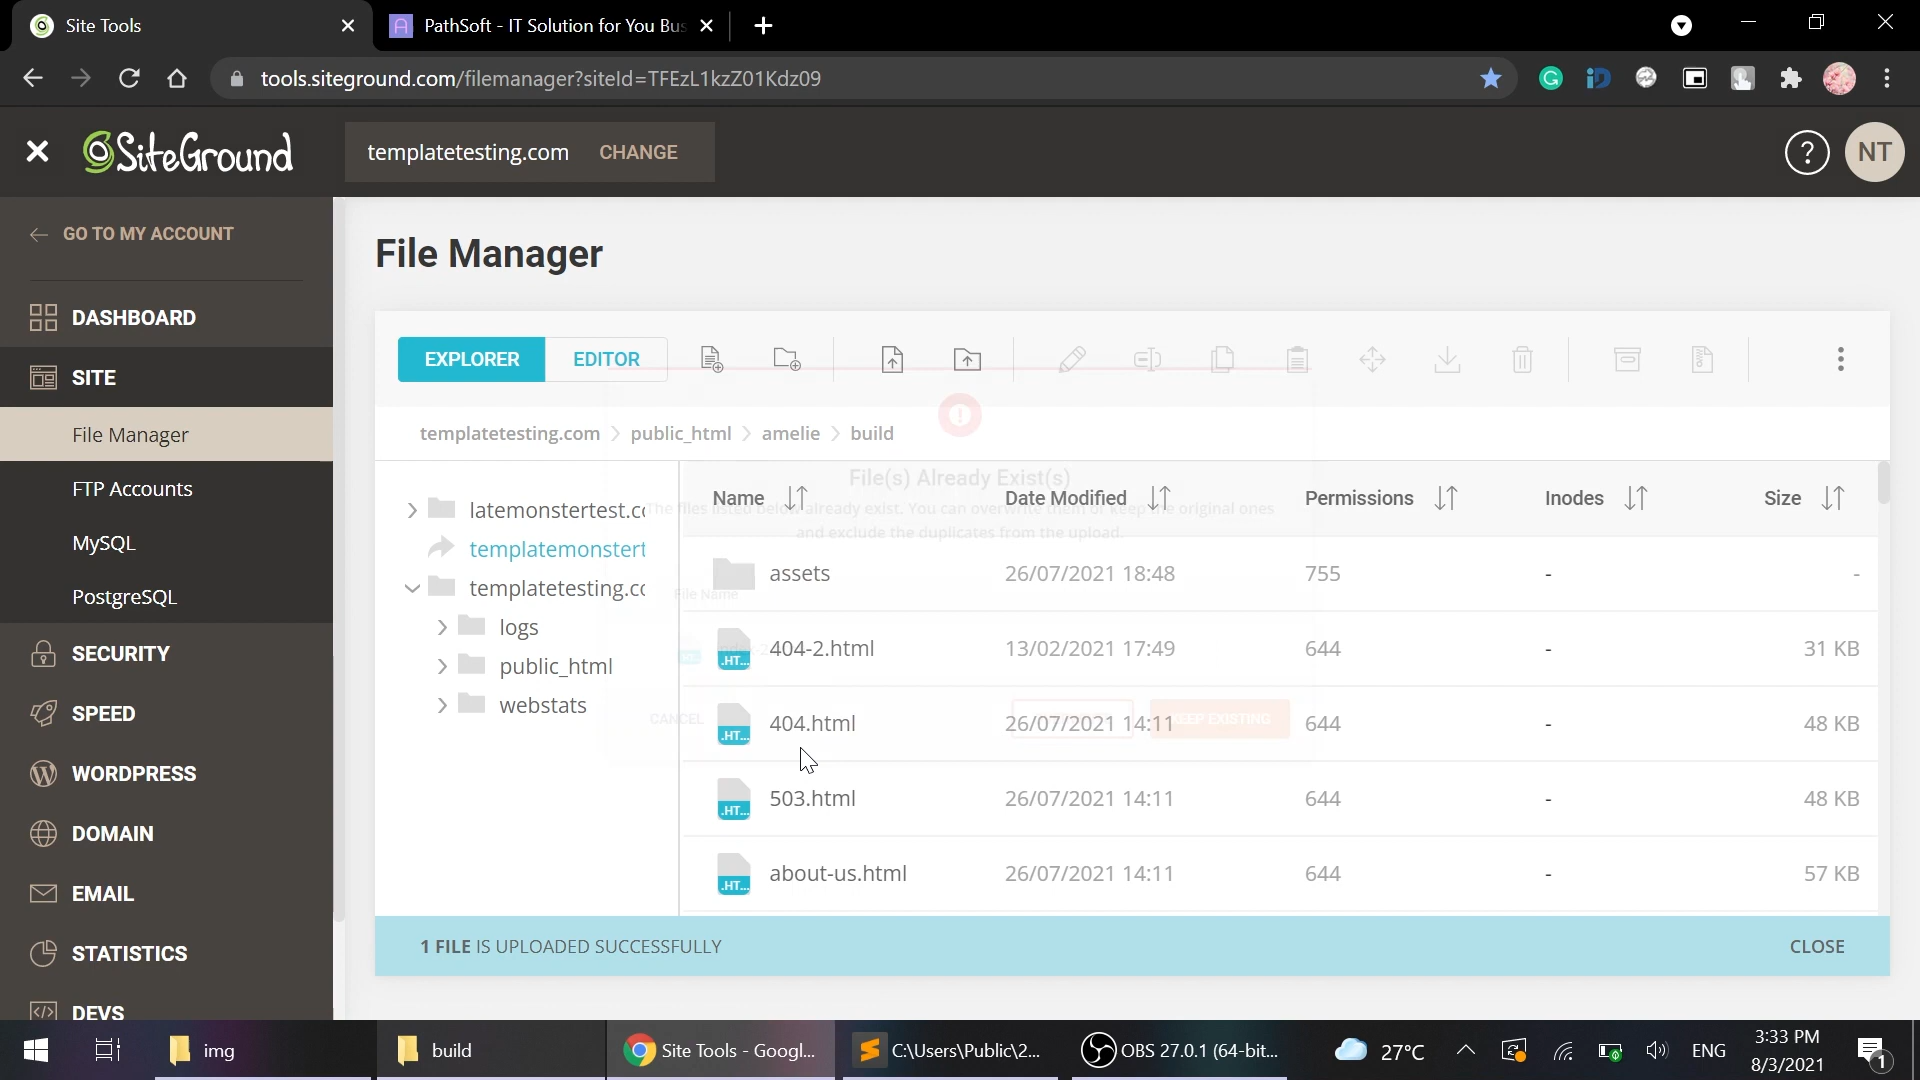 Site Tools
PathSoft - IT Solution for You Bus
tools.siteground.com/filemanager?siteId=TFEzL1kzZ01Kdz09
SiteGround
templatetesting.com CHANGE
?
NT
GO TO MY ACCOUNT
DASHBOARD
SITE
File Manager
FTP Accounts
MySQL
PostgreSQL
SECURITY
SPEED
WORDPRESS
DOMAIN
EMAIL
STATISTICS
DEVS
File Manager
EXPLORER
EDITOR
templatetesting.com > public_html > amelie > build
latemonstertest.co
templatemonstert
templatetesting.co
logs
public_html
webstats
Name
Date Modified
Permissions
Inodes
Size
assets 26/07/2021 18:48 755 - -
404-2.html 13/02/2021 17:49 644 - 31 KB
404.html 26/07/2021 14:11 644 - 48 KB
503.html 26/07/2021 14:11 644 - 48 KB
about-us.html 26/07/2021 14:11 644 - 57 KB
File(s) Already Exist(s)
The files listed below already exist. You can overwrite them or keep the original ones
and exclude the duplicates from the upload.
File Name
CANCEL
KEEP EXISTING
1 FILE IS UPLOADED SUCCESSFULLY
CLOSE
img
build
Site Tools - Googl...
C:\Users\Public\2...
OBS 27.0.1 (64-bit...
27°C
ENG
3:33 PM
8/3/2021
1